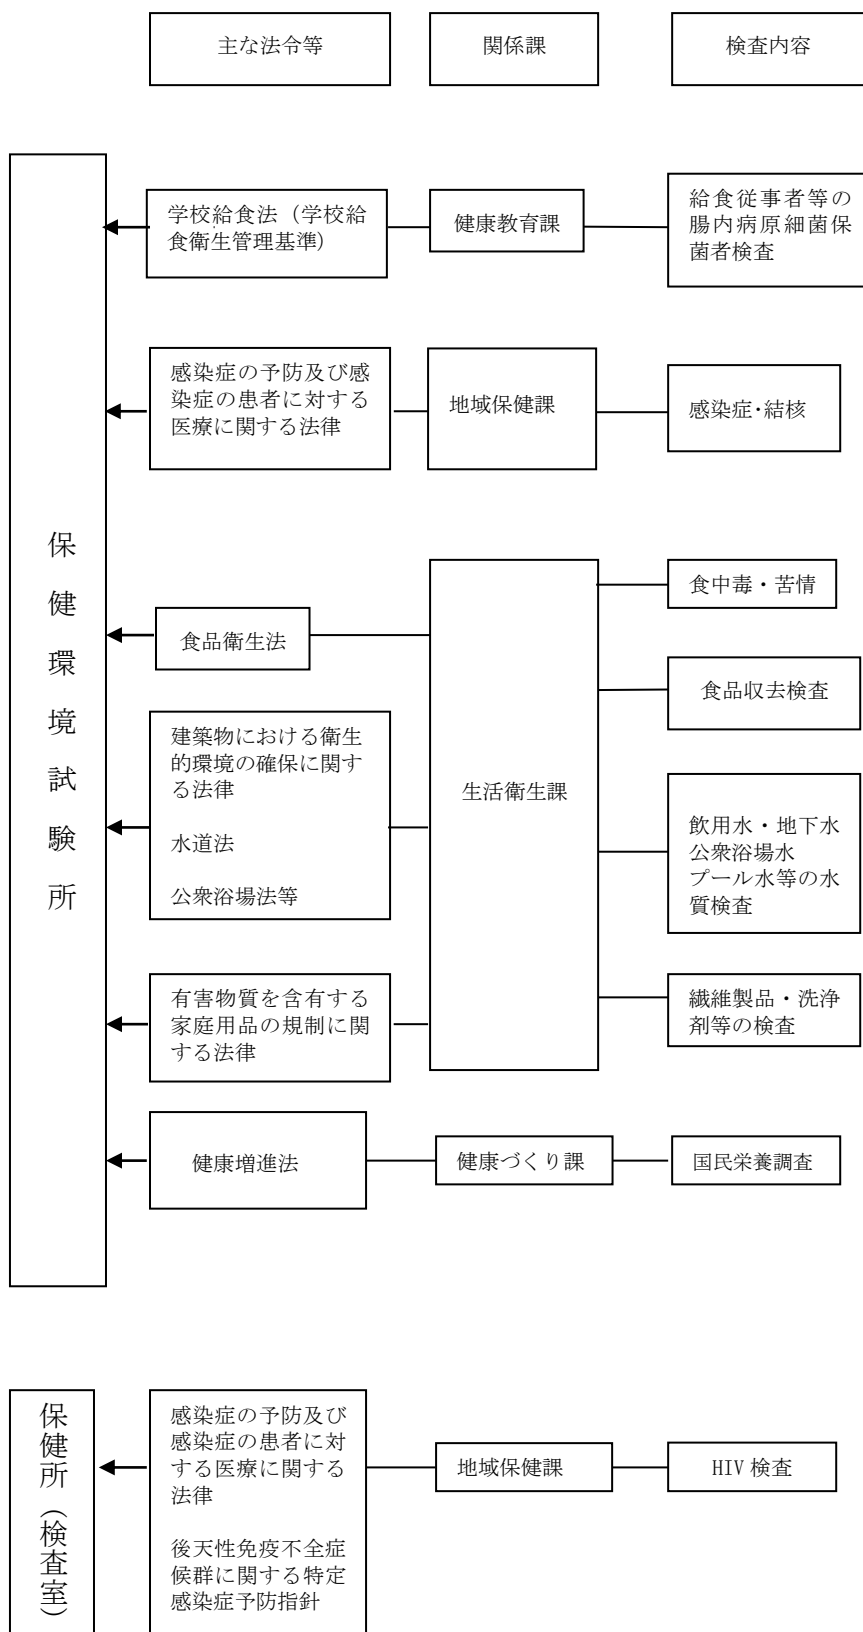 主な法令等
関係課
検査内容
学校給食法（学校給
食衛生管理基準）
健康教育課
給食従事者等の
腸内病原細菌保
菌者検査
感染症の予防及び感
染症の患者に対する
医療に関する法律
地域保健課
感染症・結核
保健環境試験所
食品衛生法
建築物における衛生
的環境の確保に関す
る法律
水道法
公衆浴場法等
有害物質を含有する
家庭用品の規制に関
する法律
生活衛生課
食中毒・苦情
食品収去検査
飲用水・地下水
公衆浴場水
プール水等の水
質検査
繊維製品・洗浄
剤等の検査
健康増進法
健康づくり課
国民栄養調査
保健所（検査室）
感染症の予防及び
感染症の患者に対
する医療に関する
法律
後天性免疫不全症
候群に関する特定
感染症予防指針
地域保健課
HIV 検査